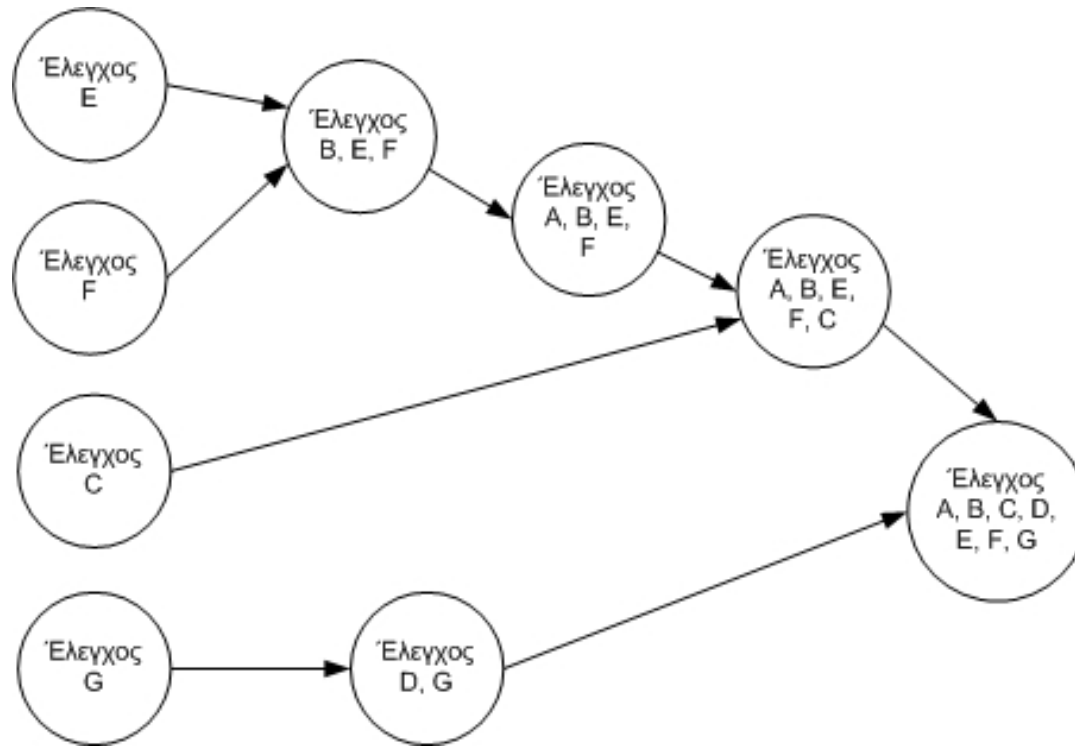 Έλεγχος
E
Έλεγχος
B, E, F
Έλεγχος
A, B, E,
F
Έλεγχος
F
Έλεγχος
A, B, E,
F, C
Έλεγχος
C
Έλεγχος
A, B, C, D,
E, F, G
Έλεγχος
G
Έλεγχος
D, G